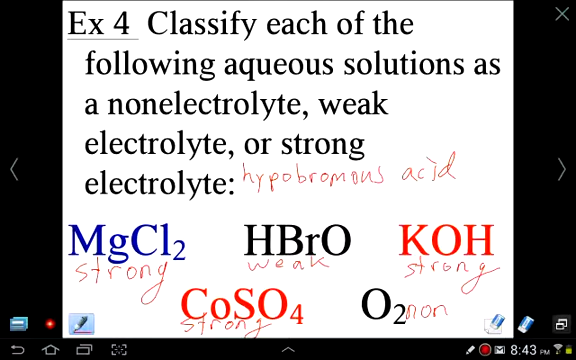 Ex 4 Classify each of the
following aqueous solutions as
a nonelectrolyte, weak
electrolyte, or strong
electrolyte: hypobromous acid
MgCl2 HBrO KOH
strong weak strong
CoSO4 O2 non
strong
8:43 PM